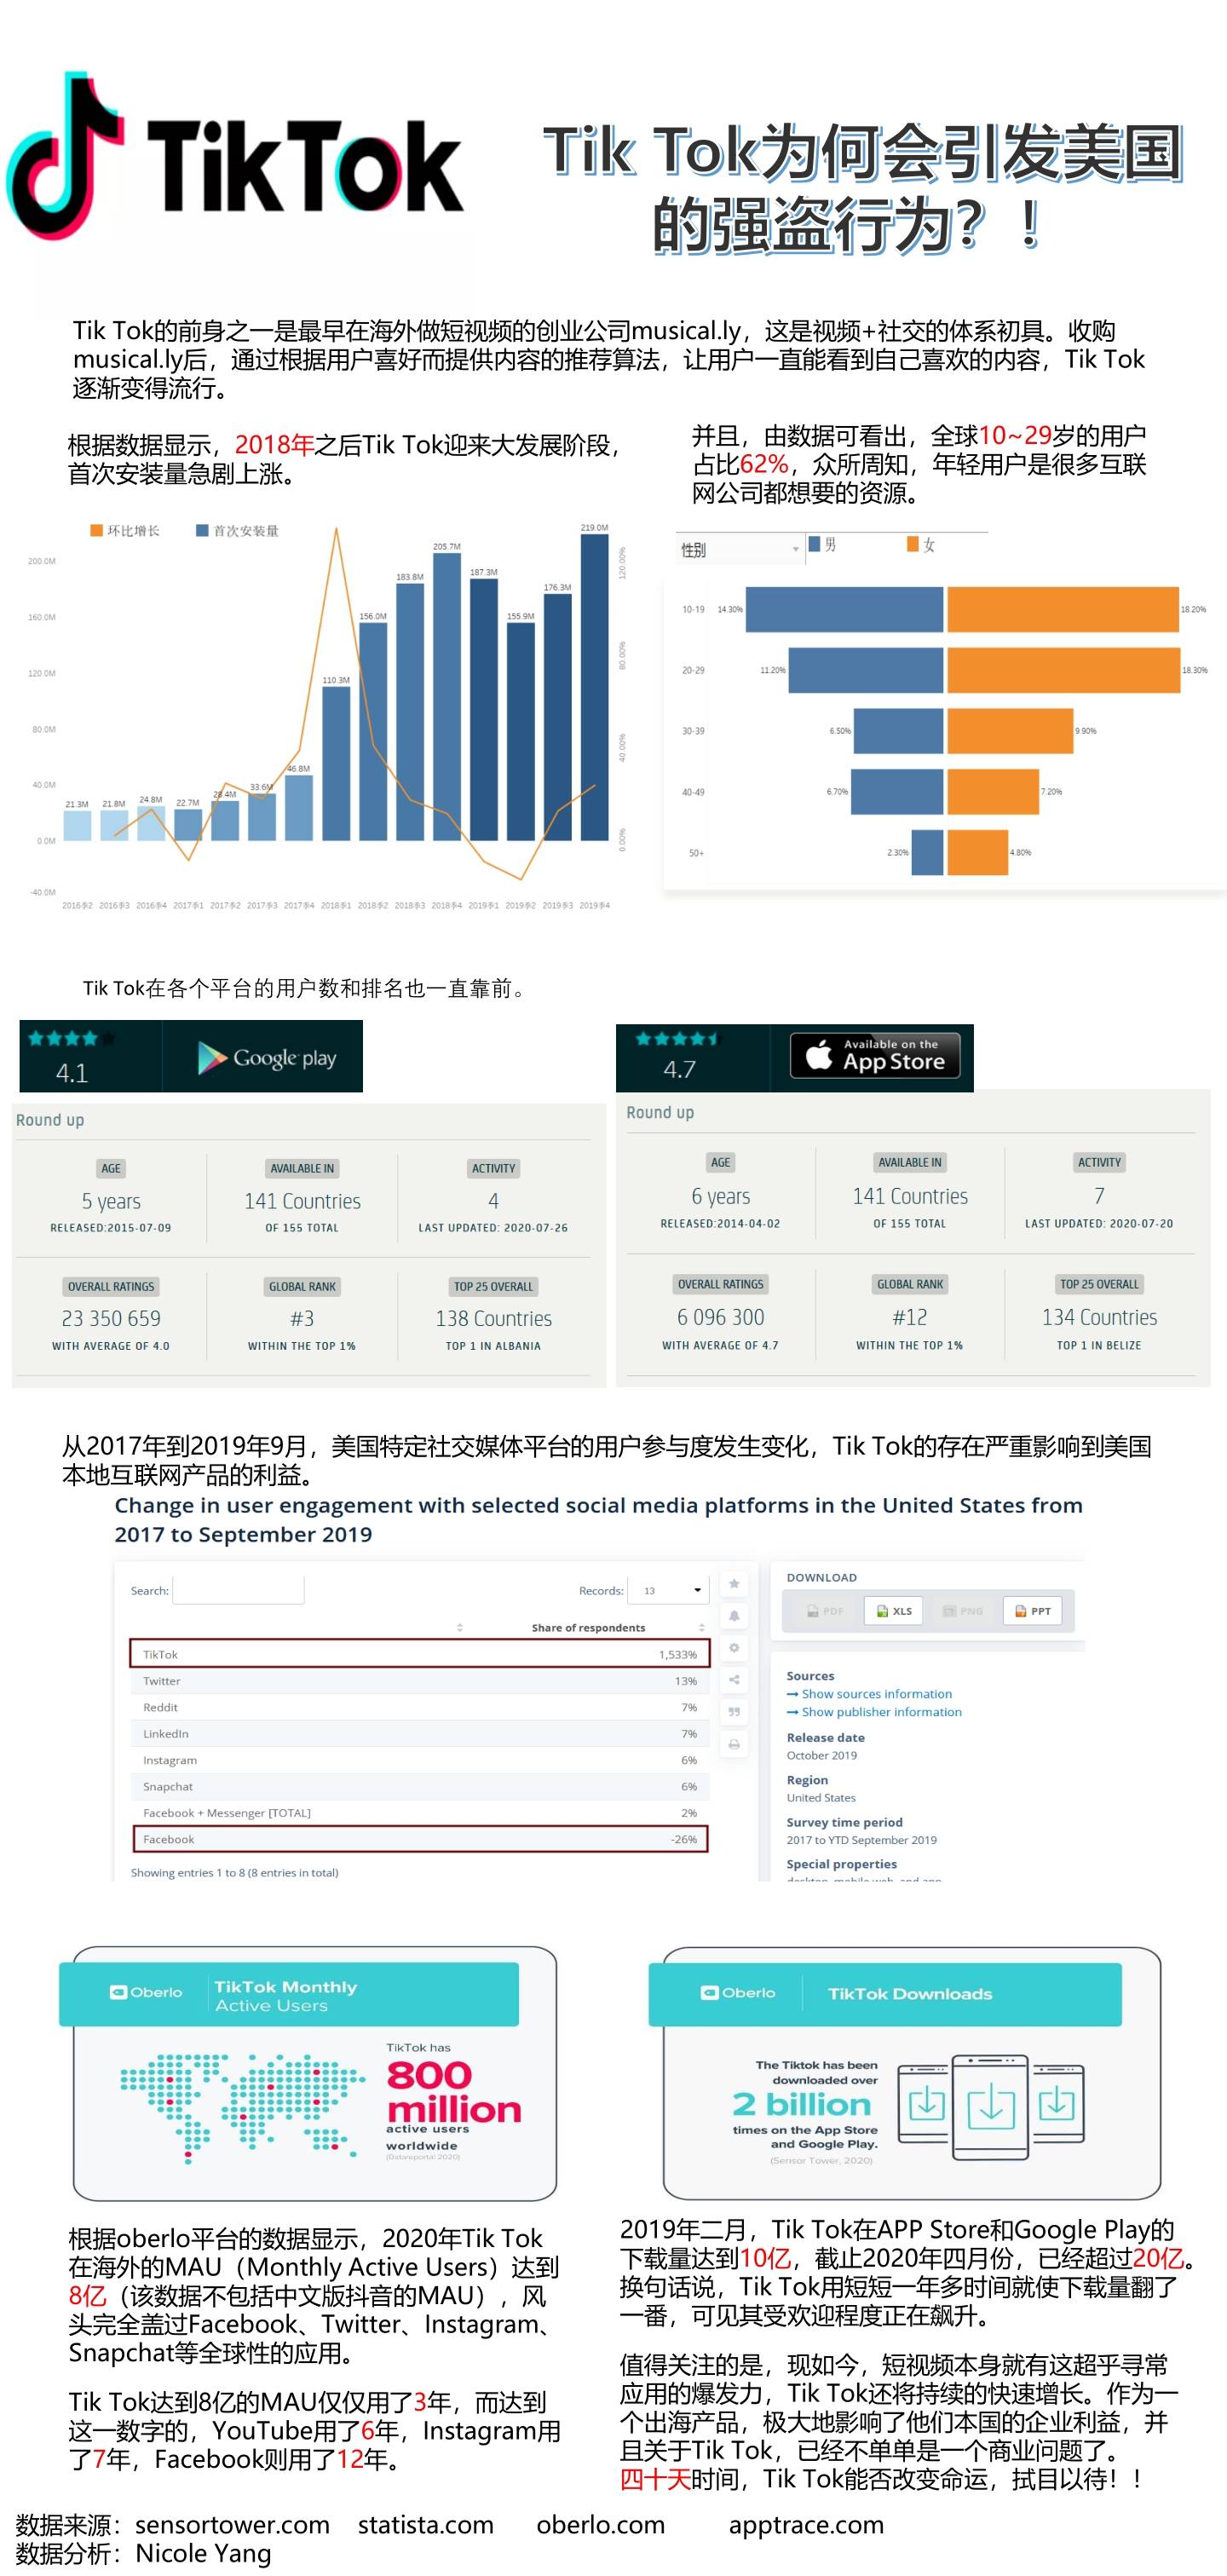 TikTok
Tik Tok为何会引发美国
的强盗行为？！
Tik Tok的前身之一是最早在海外做短视频的创业公司musical.ly，这是视频+社交的体系初具。收购
musical.ly后，通过根据用户喜好而提供内容的推荐算法，让用户一直能看到自己喜欢的内容，Tik Tok
逐渐变得流行。
根据数据显示，2018年之后Tik Tok迎来大发展阶段，
首次安装量急剧上涨。
并且，由数据可看出，全球10~29岁的用户
占比62%，众所周知，年轻用户是很多互联
网公司都想要的资源。
环比增长 首次安装量
200.0M
160.0M
120.0M
80.0M
40.0M
0.0M
-40.0M
21.3M 21.8M 24.8M 22.7M 28.4M 33.6M 46.8M 110.3M 156.0M 183.8M 205.7M 187.3M 155.9M 176.3M 219.0M
120.00%
80.00%
40.00%
0.00%
2016季2 2016季3 2016季4 2017季1 2017季2 2017季3 2017季4 2018季1 2018季2 2018季3 2018季4 2019季1 2019季2 2019季3 2019季4
性别 男 女
10-19 14.30% 18.20%
20-29 11.20% 18.30%
30-39 6.50% 9.90%
40-49 6.70% 7.20%
50+ 2.30% 4.80%
Tik Tok在各个平台的用户数和排名也一直靠前。
4.1 Google play
Round up
AGE AVAILABLE IN ACTIVITY
5 years 141 Countries 4
RELEASED:2015-07-09 OF 155 TOTAL LAST UPDATED: 2020-07-26
OVERALL RATINGS GLOBAL RANK TOP 25 OVERALL
23 350 659 #3 138 Countries
WITH AVERAGE OF 4.0 WITHIN THE TOP 1% TOP 1 IN ALBANIA
4.7 Available on the App Store
Round up
AGE AVAILABLE IN ACTIVITY
6 years 141 Countries 7
RELEASED:2014-04-02 OF 155 TOTAL LAST UPDATED: 2020-07-20
OVERALL RATINGS GLOBAL RANK TOP 25 OVERALL
6 096 300 #12 134 Countries
WITH AVERAGE OF 4.7 WITHIN THE TOP 1% TOP 1 IN BELIZE
从2017年到2019年9月，美国特定社交媒体平台的用户参与度发生变化，Tik Tok的存在严重影响到美国
本地互联网产品的利益。
Change in user engagement with selected social media platforms in the United States from
2017 to September 2019
Search: Records: 13
Share of respondents
TikTok 1,533%
Twitter 13%
Reddit 7%
LinkedIn 7%
Instagram 6%
Snapchat 6%
Facebook + Messenger [TOTAL] 2%
Facebook -26%
Showing entries 1 to 8 (8 entries in total)
DOWNLOAD
PDF XLS PNG PPT
Sources
→ Show sources information
→ Show publisher information
Release date
October 2019
Region
United States
Survey time period
2017 to YTD September 2019
Special properties
Oberlo TikTok Monthly
Active Users
TikTok has
800
million
active users
worldwide
(Datareportal, 2020)
Oberlo TikTok Downloads
The Tiktok has been
downloaded over
2 billion
times on the App Store
and Google Play.
(Sensor Tower, 2020)
根据oberlo平台的数据显示，2020年Tik Tok
在海外的MAU（Monthly Active Users）达到
8亿（该数据不包括中文版抖音的MAU），风
头完全盖过Facebook、Twitter、Instagram、
Snapchat等全球性的应用。
Tik Tok达到8亿的MAU仅仅用了3年，而达到
这一数字的，YouTube用了6年，Instagram用
了7年，Facebook则用了12年。
2019年二月，Tik Tok在APP Store和Google Play的
下载量达到10亿，截止2020年四月份，已经超过20亿。
换句话说，Tik Tok用短短一年多时间就使下载量翻了
一番，可见其受欢迎程度正在飙升。
值得关注的是，现如今，短视频本身就有这超乎寻常
应用的爆发力，Tik Tok还将持续的快速增长。作为一
个出海产品，极大地影响了他们本国的企业利益，并
且关于Tik Tok，已经不单单是一个商业问题了。
四十天时间，Tik Tok能否改变命运，拭目以待！！
数据来源：sensortower.com statista.com oberlo.com apptrace.com
数据分析：Nicole Yang